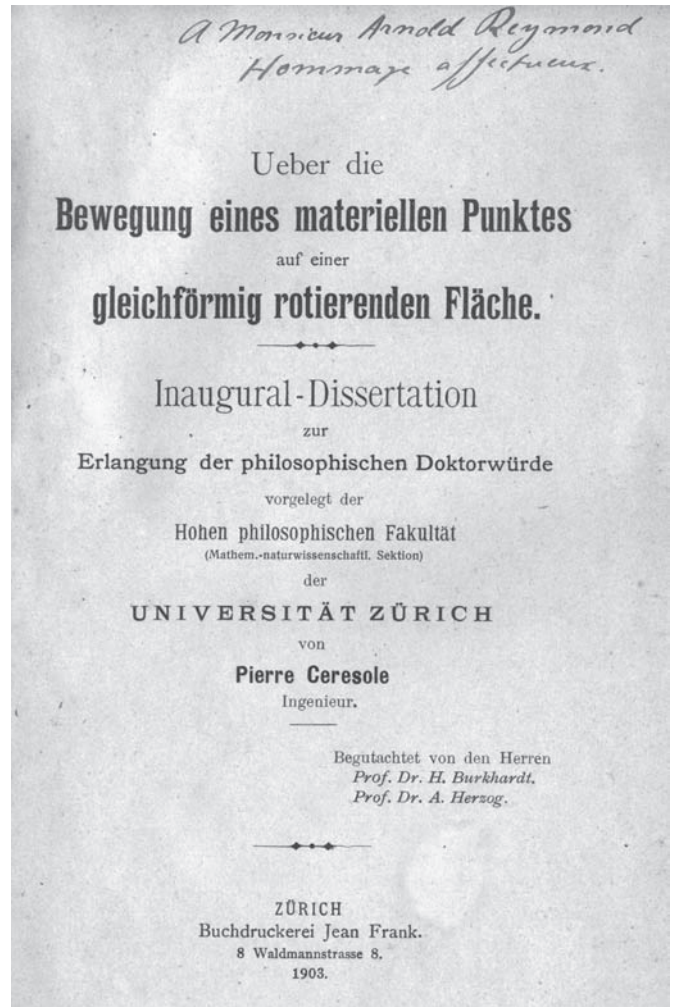 A Monsieur Arnold Reymond
Hommage affectueux.
Ueber die
Bewegung eines materiellen Punktes
auf einer
gleichförmig rotierenden Fläche.
Inaugural-Dissertation
zur
Erlangung der philosophischen Doktorwürde
vorgelegt der
Hohen philosophischen Fakultät
(Mathem.-naturwissenschaftl. Sektion)
der
UNIVERSITÄT ZÜRICH
von
Pierre Ceresole
Ingenieur.
Begutachtet von den Herren
Prof. Dr. H. Burkhardt.
Prof. Dr. A. Herzog.
ZÜRICH
Buchdruckerei Jean Frank.
8 Waldmannstrasse 8.
1903.